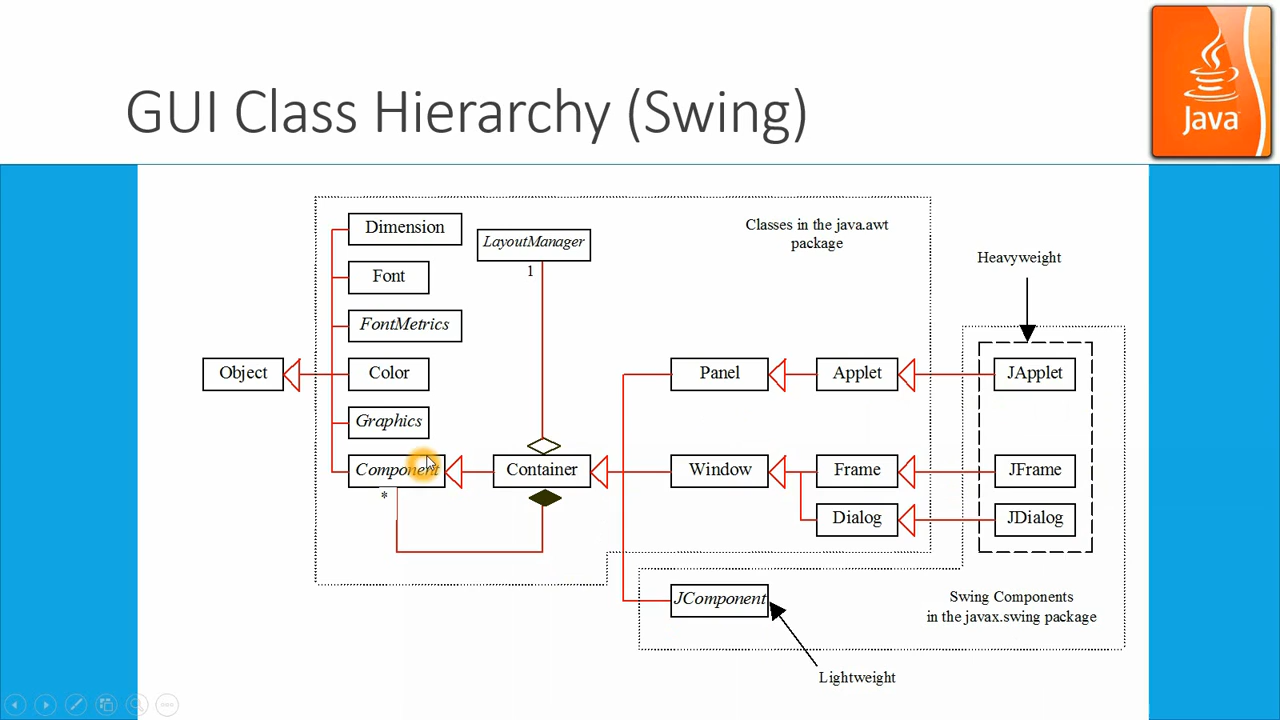 GUI Class Hierarchy (Swing)
Java
Dimension
LayoutManager
1
Classes in the java.awt
package
Heavyweight
Font
FontMetrics
Object
Color
Panel
Applet
JApplet
Graphics
Component
*
Container
Window
Frame
JFrame
Dialog
JDialog
JComponent
Swing Components
in the javax.swing package
Lightweight